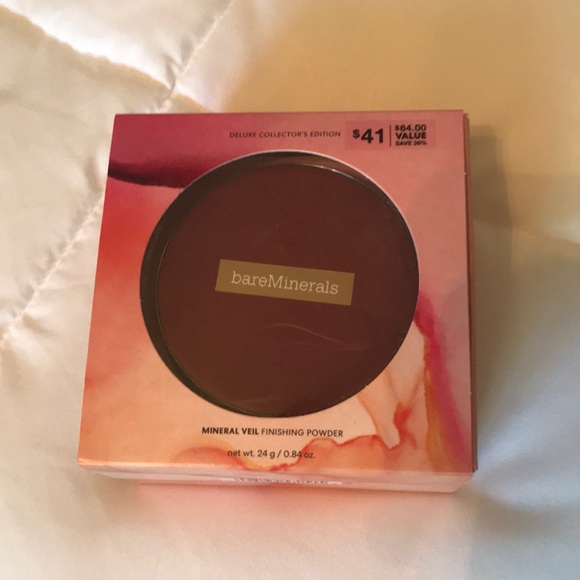 DELUXE COLLECTOR'S EDITION
$41
$64.00
VALUE
SAVE 36%
bareMinerals
MINERAL VEIL FINISHING POWDER
net wt. 24 g / 0.84 oz.